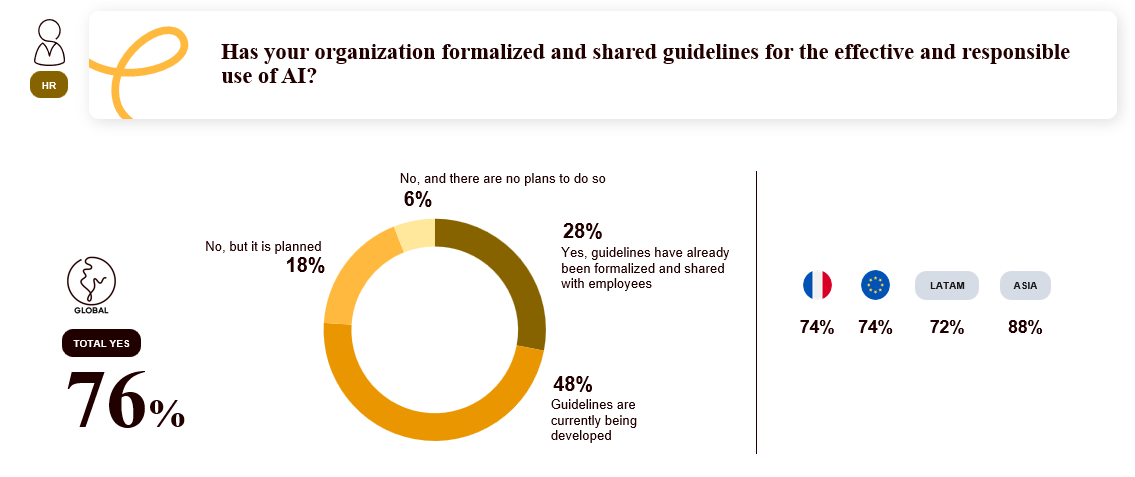 HR
Has your organization formalized and shared guidelines for the effective and responsible
use of AI?
No, and there are no plans to do so
6%
No, but it is planned
18%
28%
Yes, guidelines have already
been formalized and shared
with employees
48%
Guidelines are
currently being
developed
GLOBAL
TOTAL YES
76%
LATAM
ASIA
74%
74%
72%
88%